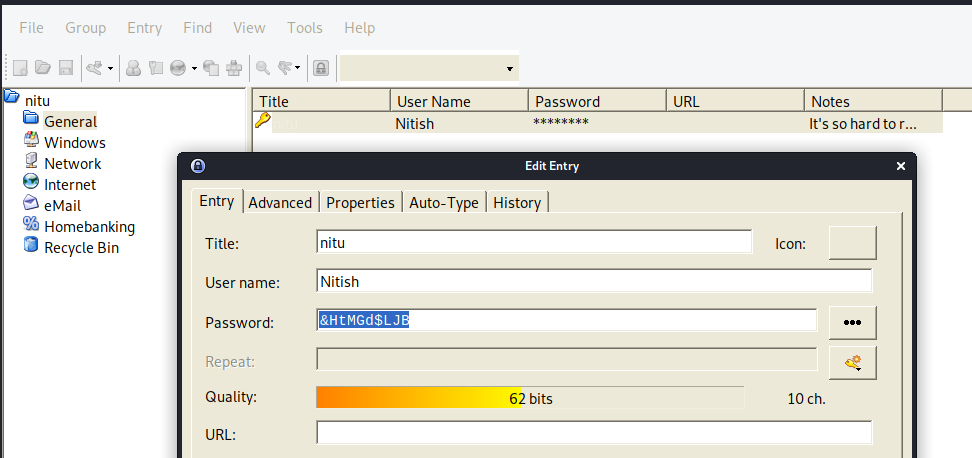 File Group Entry Find View Tools Help
nitu
General
Windows
Network
Internet
eMail
Homebanking
Recycle Bin
Title User Name Password URL Notes
Nitish ******** It's so hard to r...
Edit Entry
Entry Advanced Properties Auto-Type History
Title: nitu Icon:
User name: Nitish
Password: &HtMGd$LJB
Repeat:
Quality: 62 bits 10 ch.
URL: